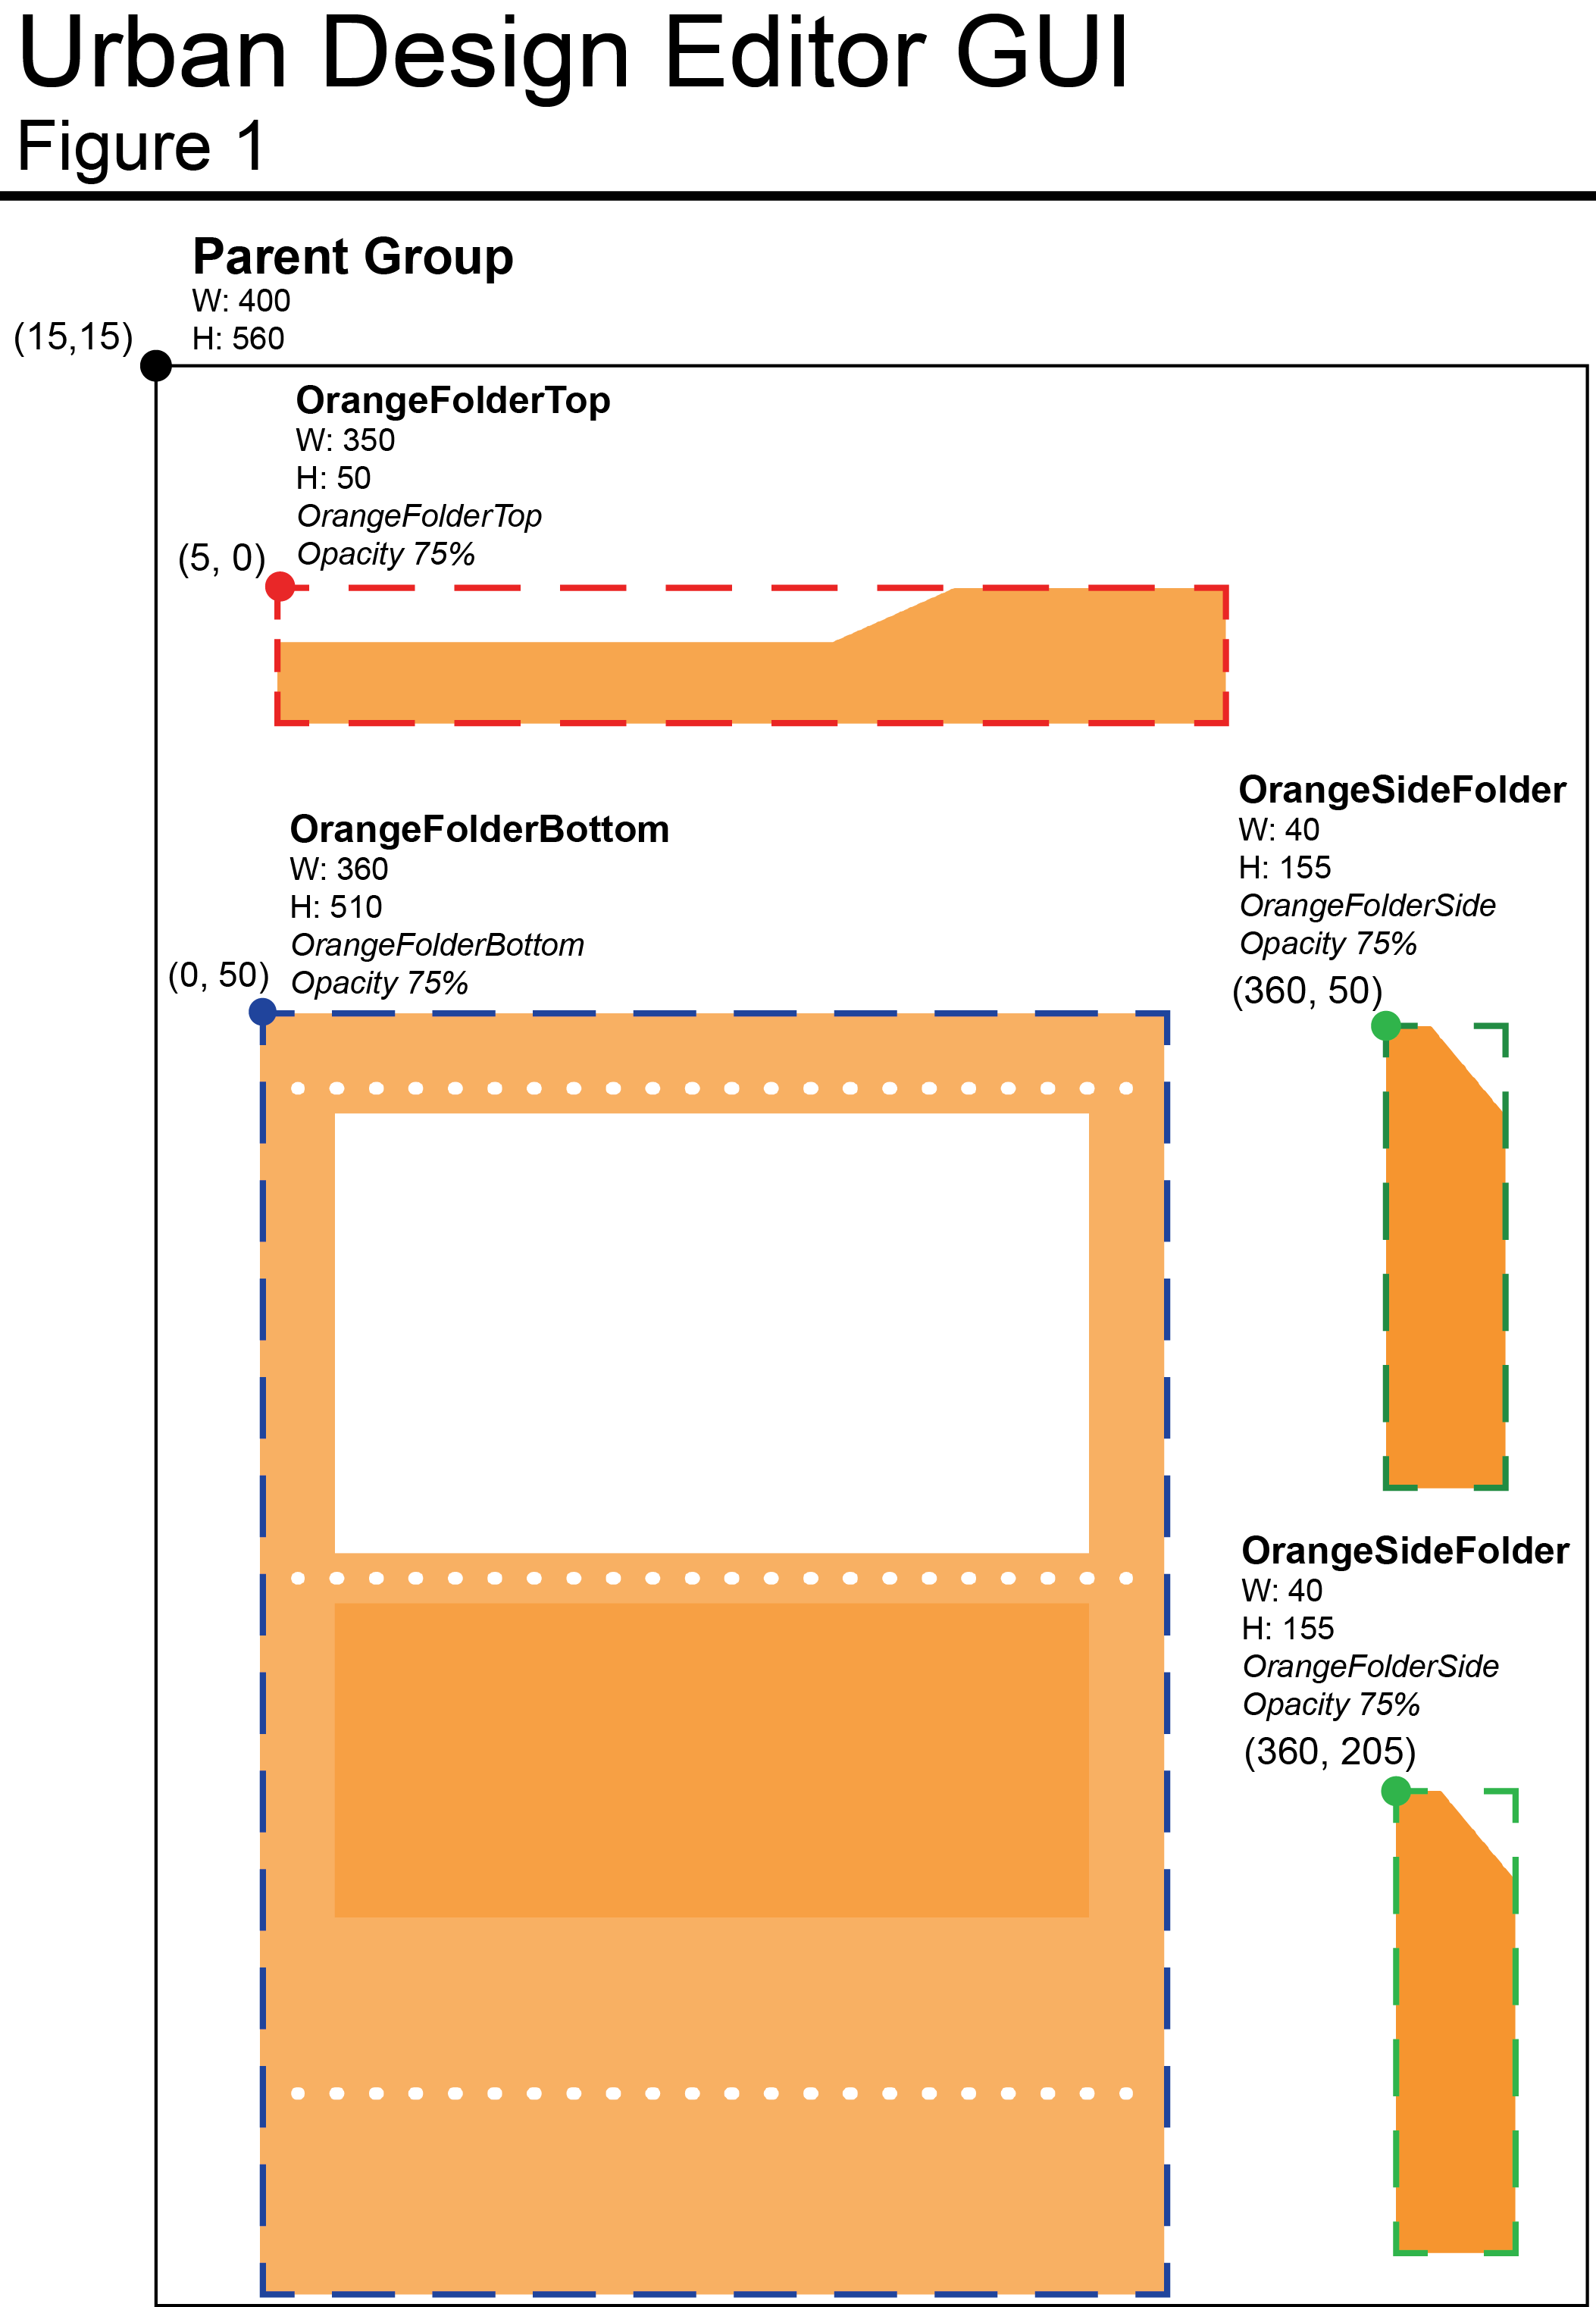 Urban Design Editor GUI
Figure 1
Parent Group
W: 400
H: 560
(15,15)
OrangeFolderTop
W: 350
H: 50
OrangeFolderTop
Opacity 75%
(5, 0)
OrangeFolderBottom
W: 360
H: 510
OrangeFolderBottom
Opacity 75%
(0, 50)
OrangeSideFolder
W: 40
H: 155
OrangeFolderSide
Opacity 75%
(360, 50)
OrangeSideFolder
W: 40
H: 155
OrangeFolderSide
Opacity 75%
(360, 205)